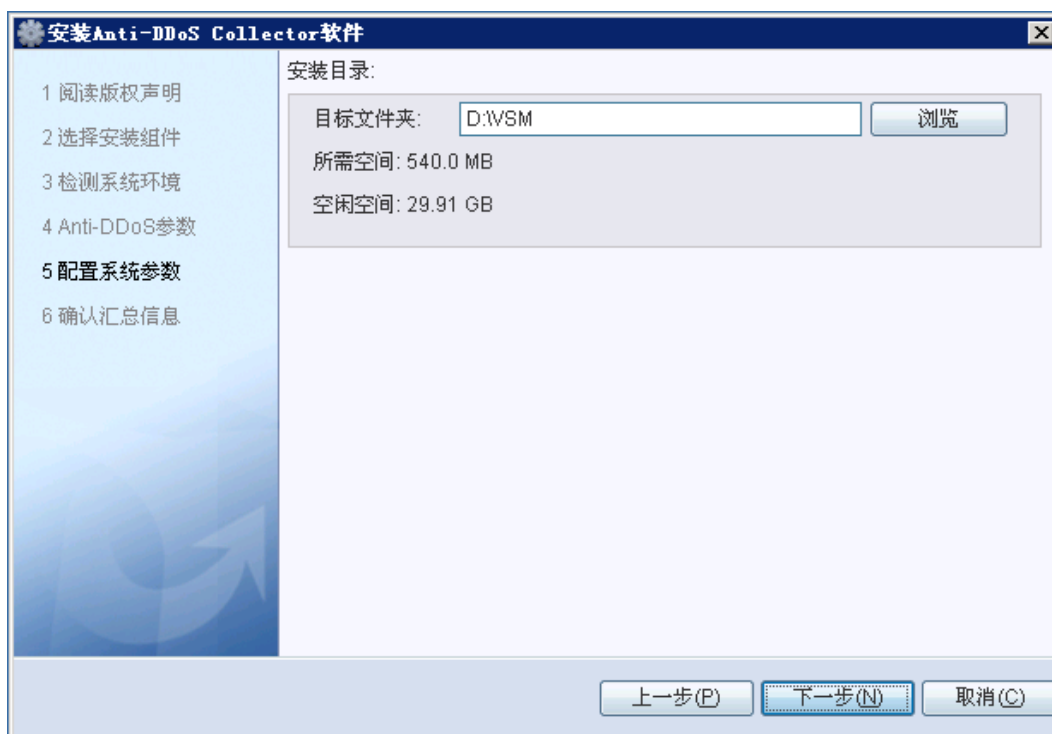 安装Anti-DDoS Collector软件
1 阅读版权声明
2 选择安装组件
3 检测系统环境
4 Anti-DDoS参数
5 配置系统参数
6 确认汇总信息
安装目录:
目标文件夹: D:\VSM 浏览
所需空间: 540.0 MB
空闲空间: 29.91 GB
上一步(P) 下一步(N) 取消(C)